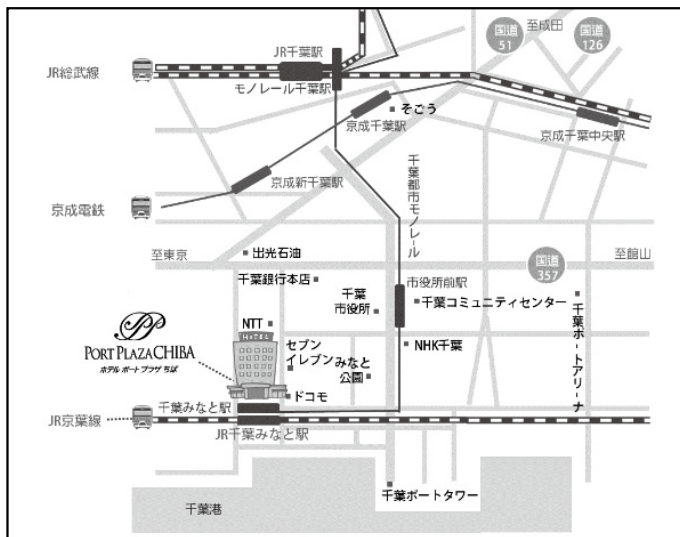 至成田
国道
51
国道
126
JR千葉駅
JR総武線
モノレール千葉駅
そごう
京成千葉駅
京成千葉中央駅
千葉都市モノレール
京成新千葉駅
京成電鉄
至東京
出光石油
国道
357
至館山
千葉銀行本店
市役所前駅
千葉
市役所
千葉コミュニティセンター
千葉ポートアリーナ
NTT
HOTEL
PP
PORT PLAZA CHIBA
ホテル ポート プラザ ちば
セブン
イレブン
みなと
公園
NHK千葉
ドコモ
千葉みなと駅
JR京葉線
JR千葉みなと駅
千葉ポートタワー
千葉港